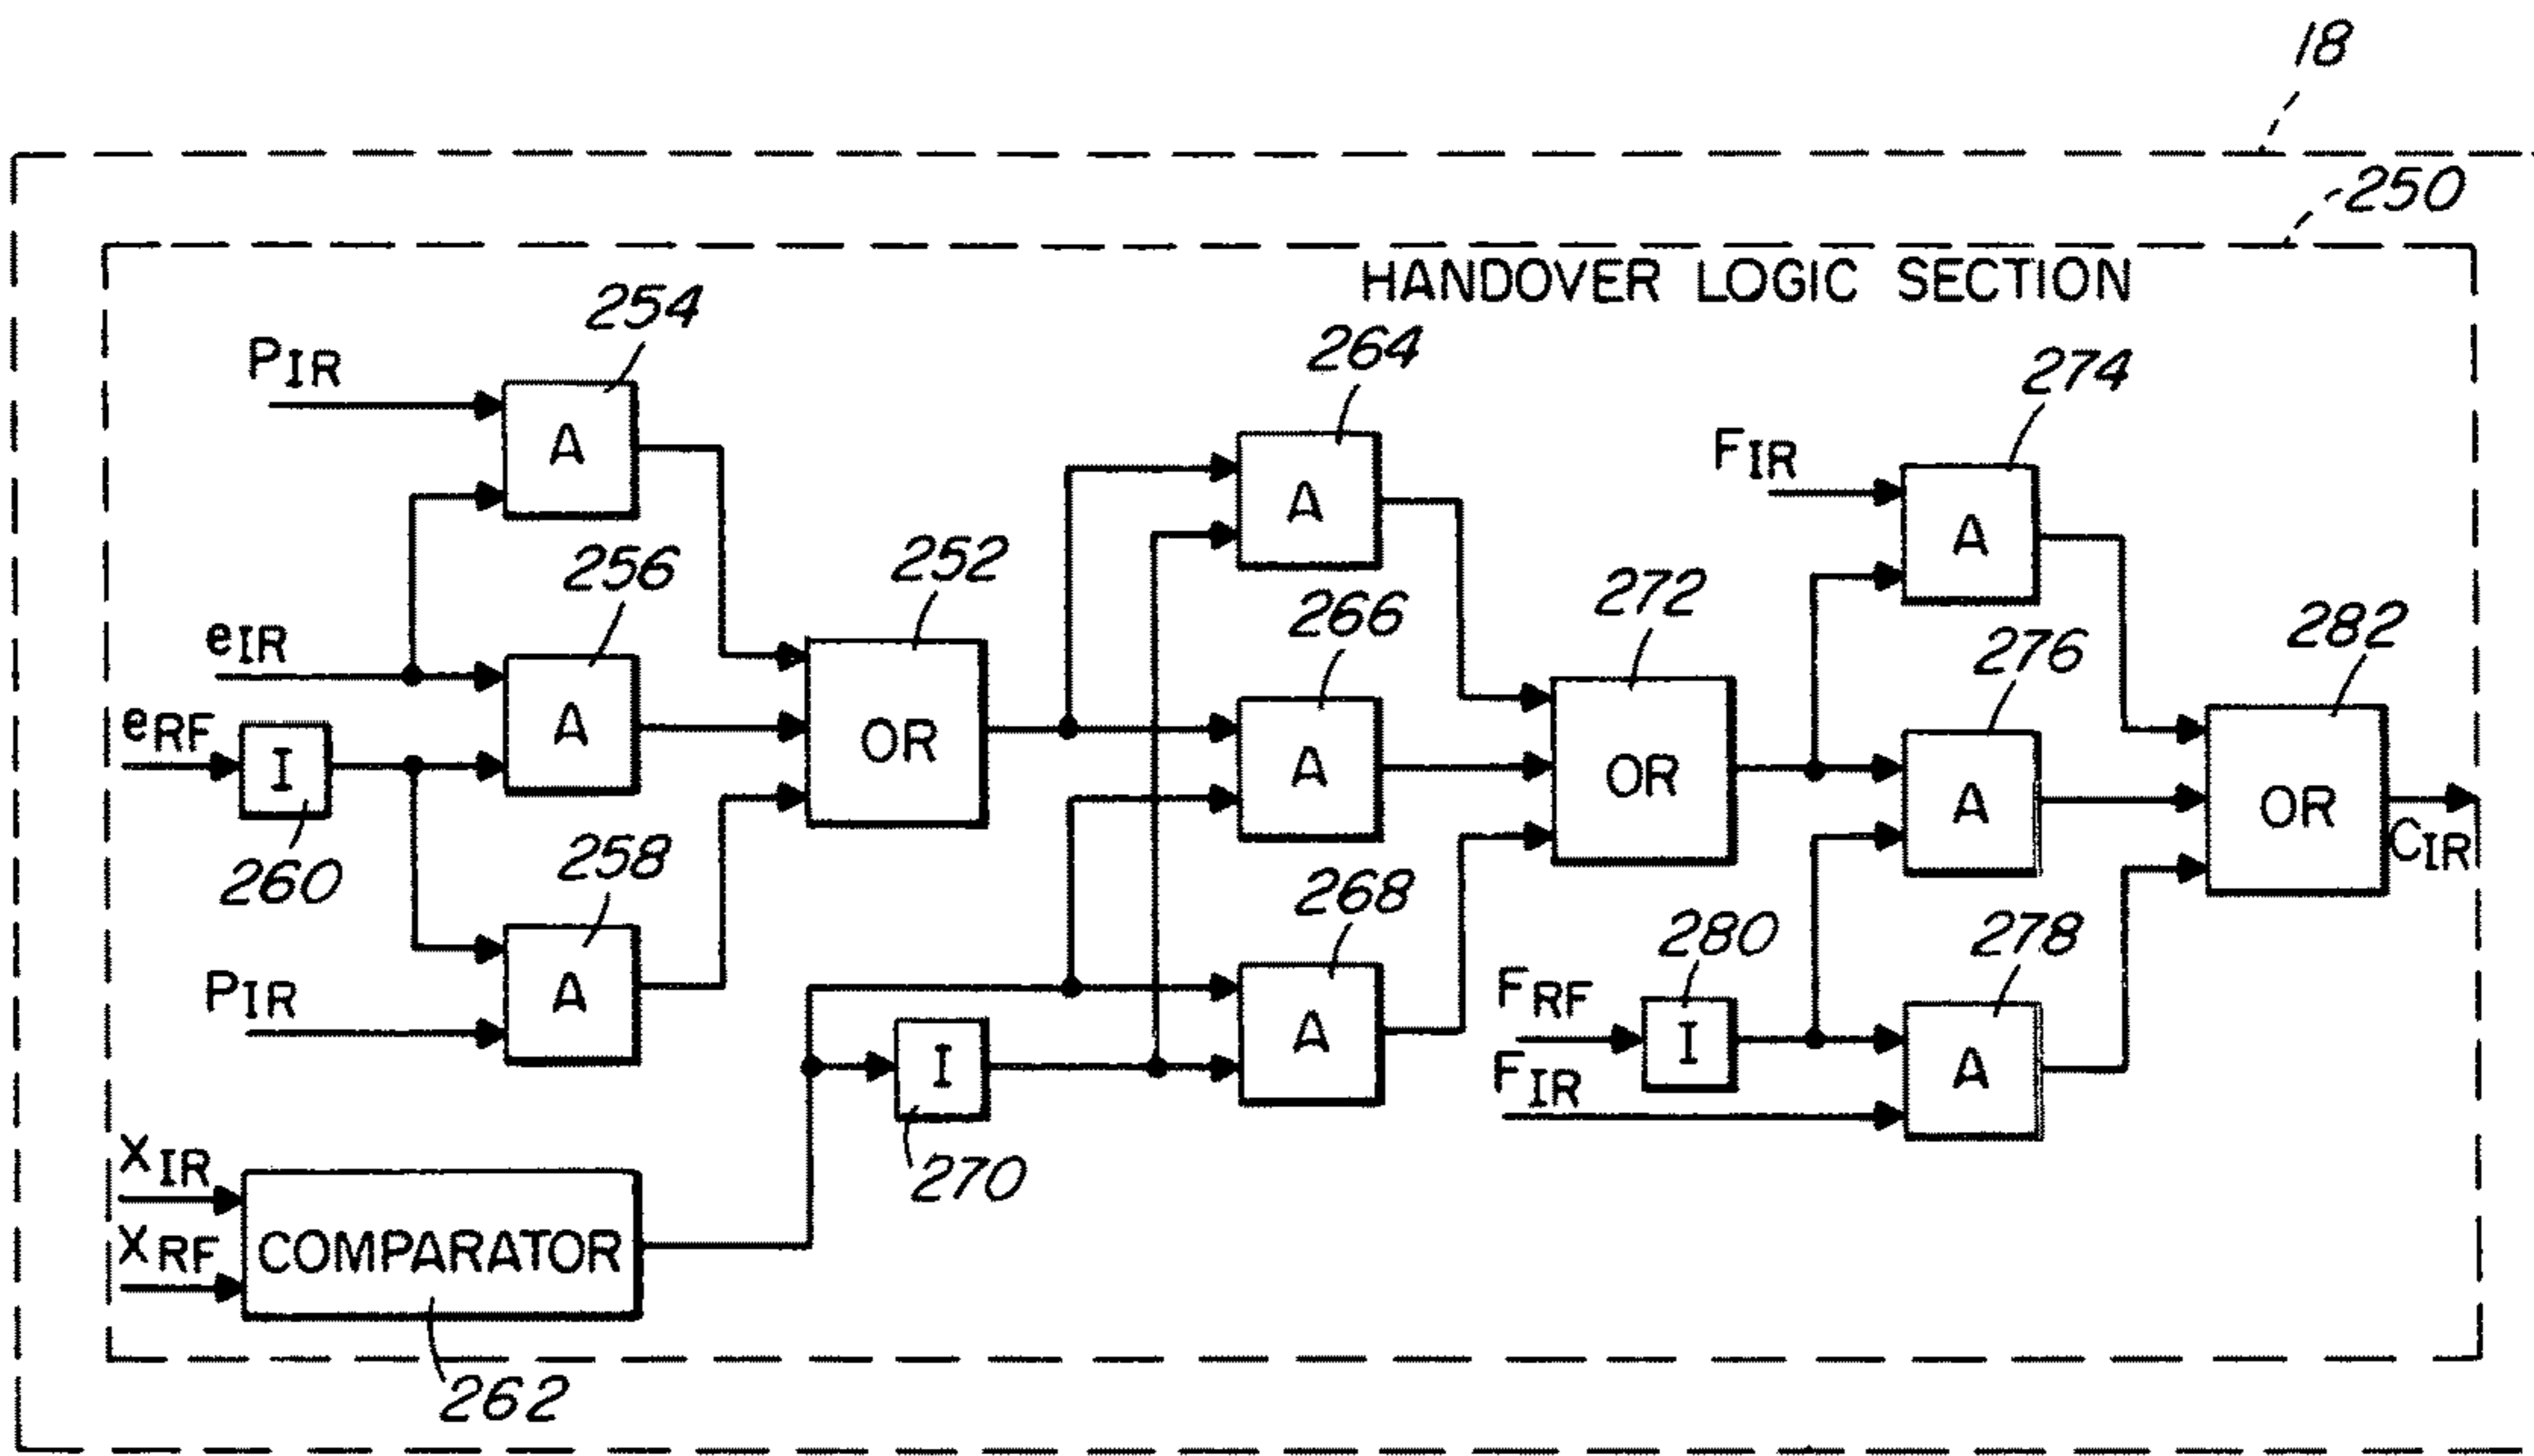 18
250
HANDOVER LOGIC SECTION
254
PIR
A
264
274
FIR
A
A
256
252
eIR
A
266
272
276
282
eRF
I
OR
A
OR
A
OR
CIR
260
258
268
280
278
PIR
A
FRF
I
A
I
A
FIR
XIR
270
XRF
COMPARATOR
262